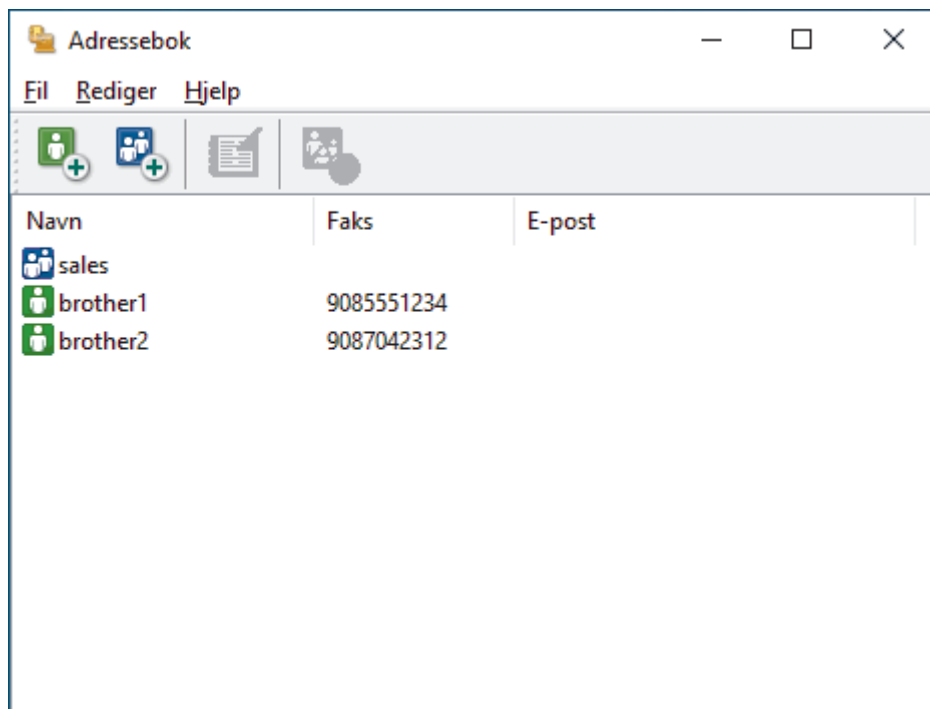 Adressebok
Fil Rediger Hjelp
Navn Faks E-post
sales
brother1 9085551234
brother2 9087042312